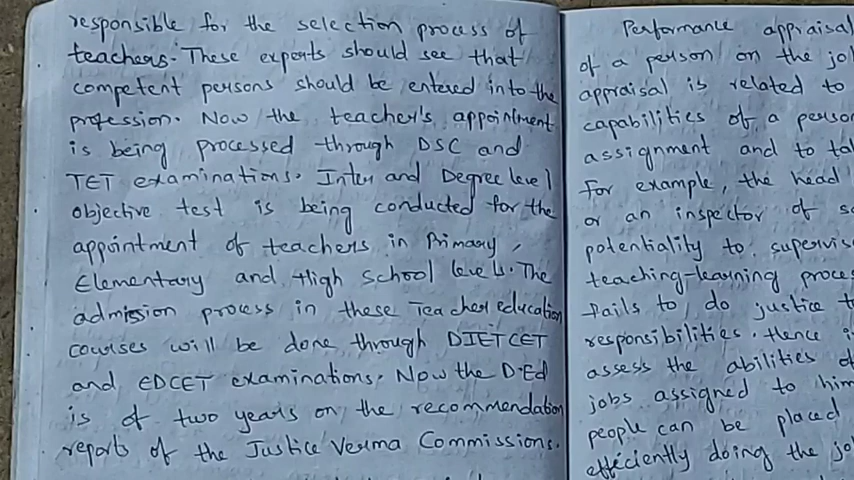 responsible for the selection process of
teachers. These experts should see that
competent persons should be entered into the
profession. Now the teacher's appointment
is being processed through DSC and
TET examinations. Inter and Degree level
objective test is being conducted for the
appointment of teachers in Primary,
Elementary and High School levels. The
admission process in these Teacher education
courses will be done through DIETCET
and EDCET examinations. Now the D.Ed
is of two years on the recommendation
reports of the Justice Verma Commissions.
Performance appraisal
of a person on the
appraisal is related to
capabilities of a
assignment and to
For example, the head
or an inspector of
potentiality to
teaching-learning
fails to do justice
responsibilities. Hence
assess the abilities of
jobs assigned to him
people can be placed
efficiently doing the